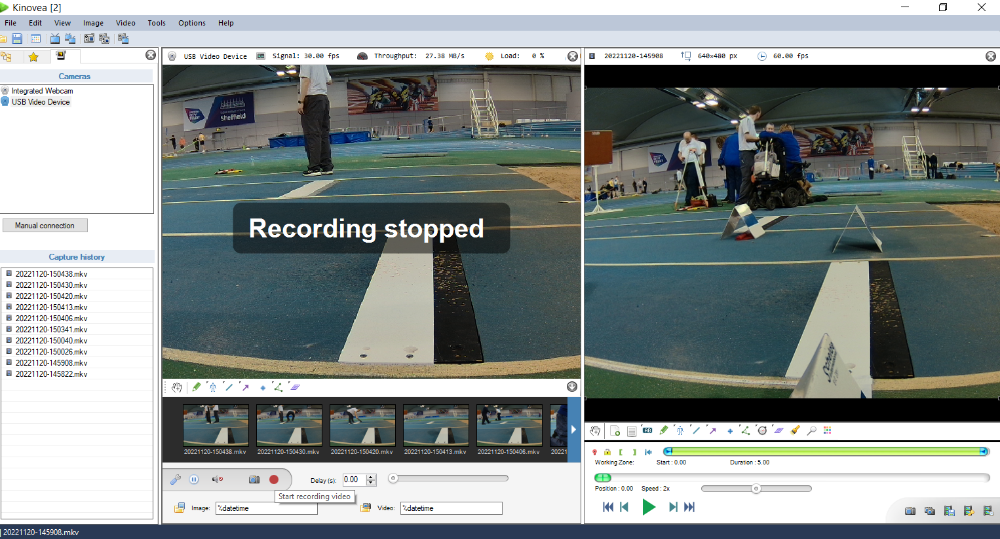 Kinovea [2]
File Edit View Image Video Tools Options Help
Cameras
Integrated Webcam
USB Video Device
Manual connection
Capture history
20221120-150438.mkv
20221120-150430.mkv
20221120-150420.mkv
20221120-150413.mkv
20221120-150406.mkv
20221120-150341.mkv
20221120-150040.mkv
20221120-150026.mkv
20221120-145908.mkv
20221120-145822.mkv
USB Video Device Signal: 30.00 fps Throughput: 27.38 MB/s Load: 0 %
CITY
TRUST
Sheffield
Recording stopped
20221120-150438.mkv 20221120-150430.mkv 20221120-150420.mkv 20221120-150413.mkv 20221120-150406.mkv 20221
Delay (s): 0.00
Start recording video
Image: %datetime Video: %datetime
20221120-145908 640×480 px 60.00 fps
CITY
TRUST
AB
Working Zone: Start : 0.00 Duration : 5.00
Position : 0.00 Speed : 2x
20221120-145908.mkv